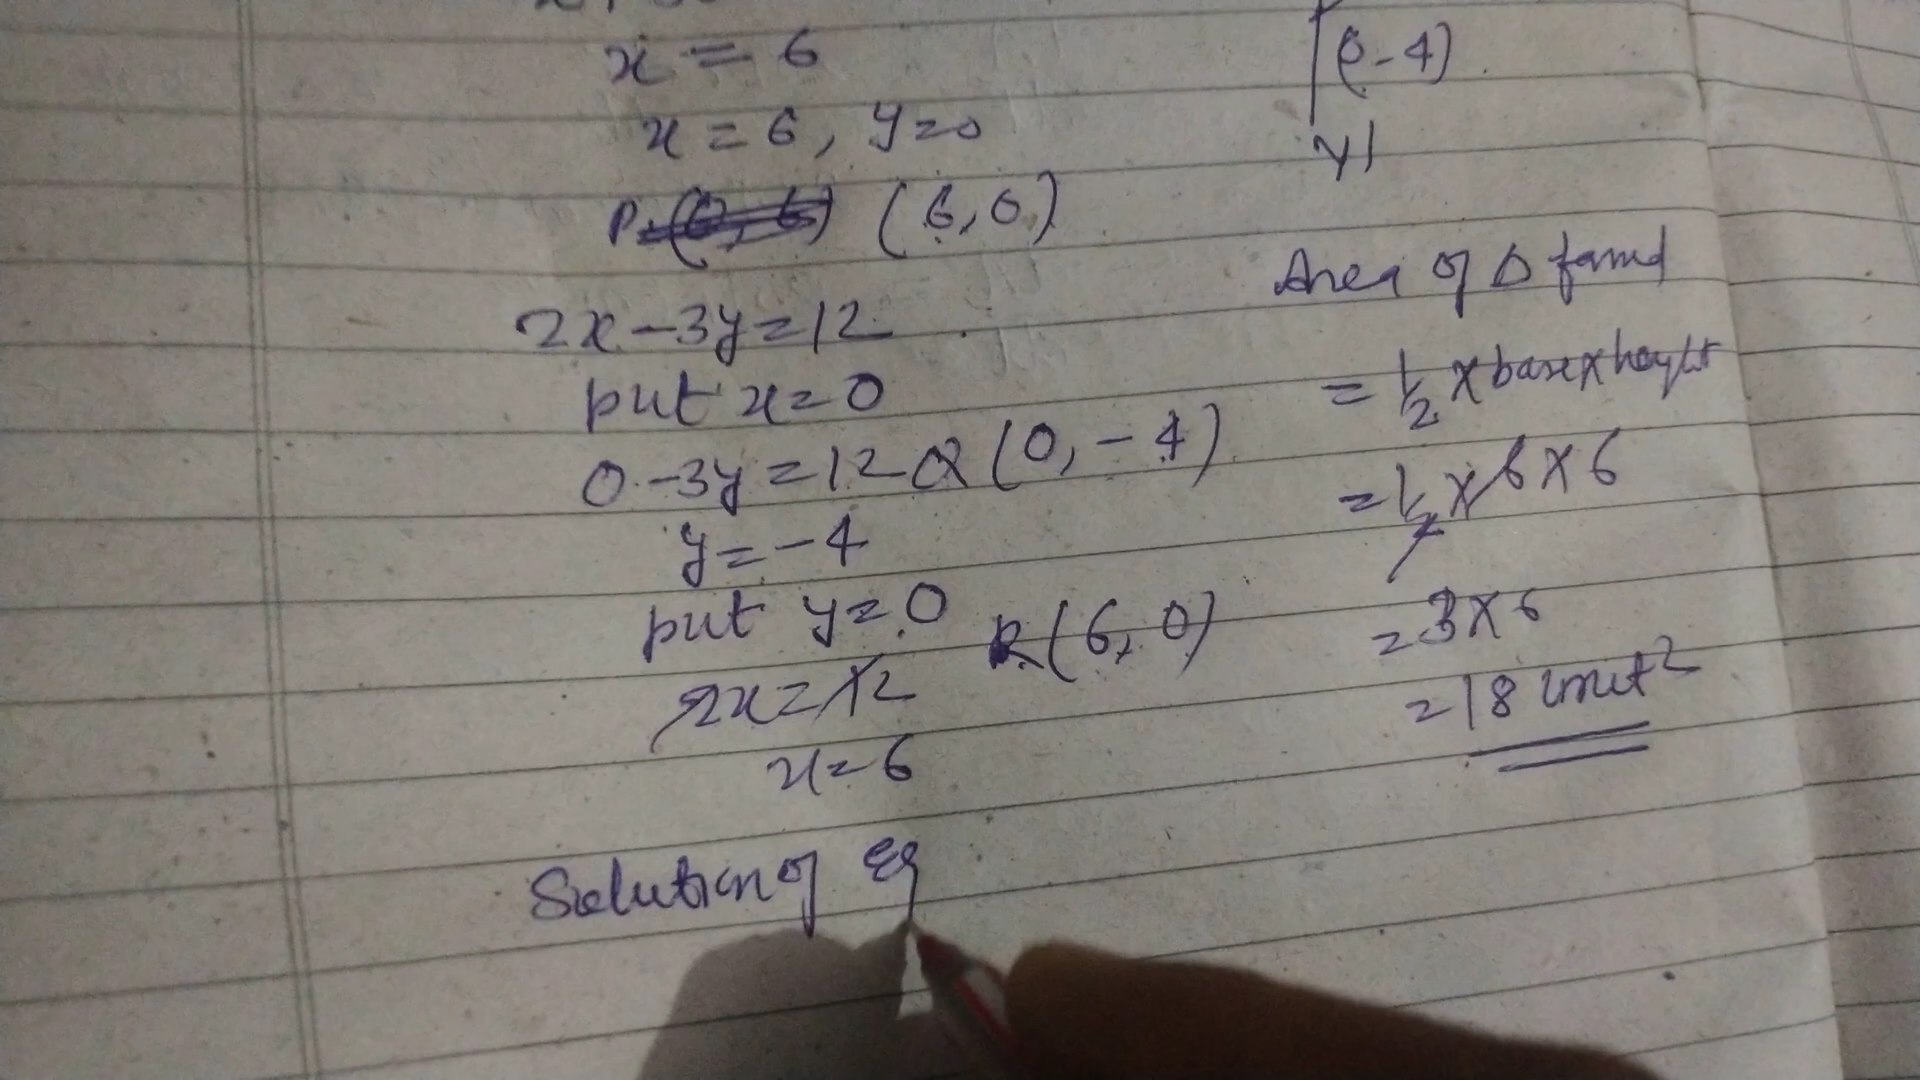 x = 6
x = 6, y=0
P (6,0)
2x-3y=12
put x=0
0-3y=12 Q (0,-4)
y=-4
put y=0 R(6,0)
2x=12
x=6
Solution of Eq
(0-4)
y1
Area of Δ formed
= 1/2 x base x height
= 1/2 x 6 x 6
= 3 x 6
= 18 unit²